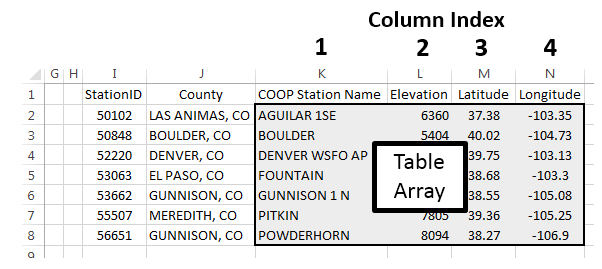 Column Index
1 2 3 4
G H I J K L M N
1 StationID County COOP Station Name Elevation Latitude Longitude
2 50102 LAS ANIMAS, CO AGUILAR 1SE 6360 37.38 -103.35
3 50848 BOULDER, CO BOULDER 5404 40.02 -104.73
4 52220 DENVER, CO DENVER WSFO AP 39.75 -103.13
5 53063 EL PASO, CO FOUNTAIN 38.68 -103.3
6 53662 GUNNISON, CO GUNNISON 1 N 38.55 -105.08
7 55507 MEREDITH, CO PITKIN 7805 39.36 -105.25
8 56651 GUNNISON, CO POWDERHORN 8094 38.27 -106.9
Table
Array